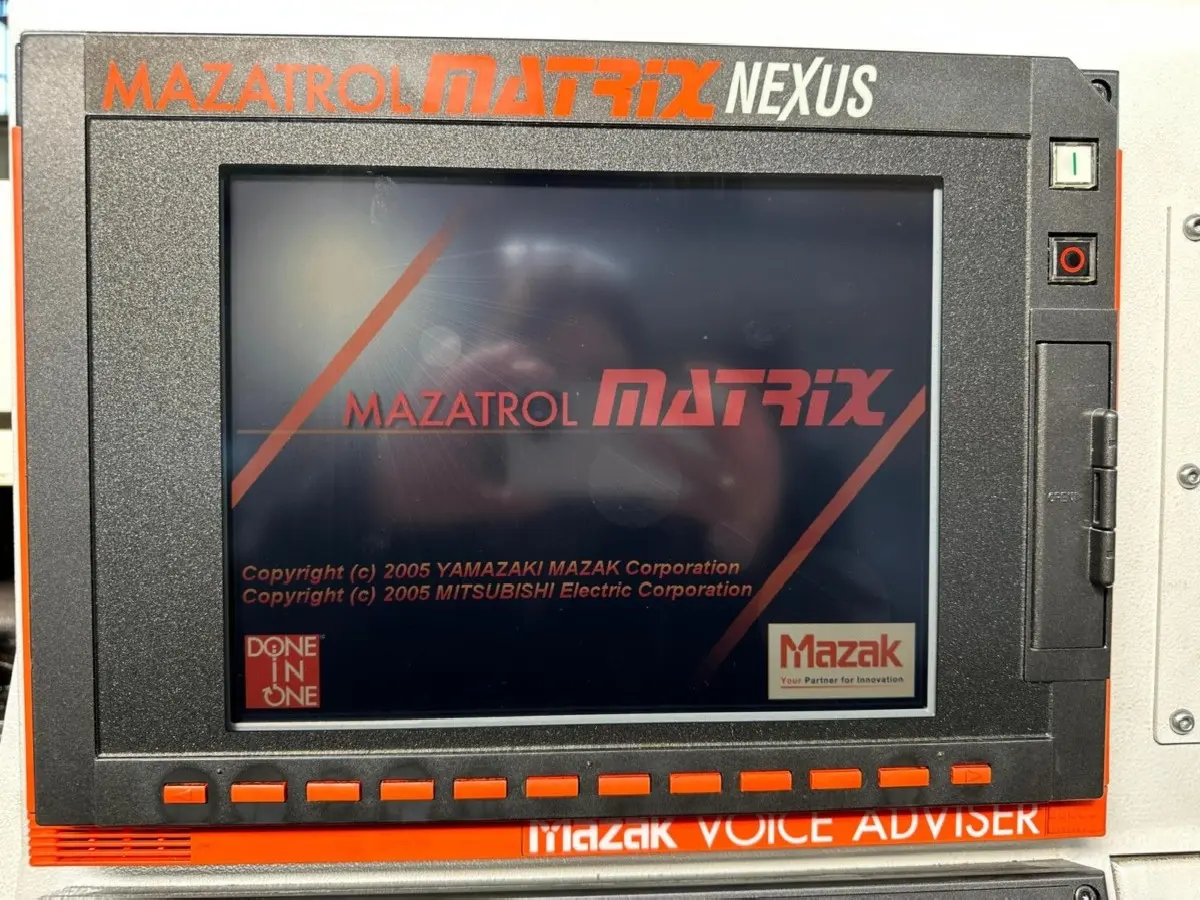 MAZATROL MATRiX NEXUS
MAZATROL MATRiX
Copyright (c) 2005 YAMAZAKI MAZAK Corporation
Copyright (c) 2005 MITSUBISHI Electric Corporation
DONE
iN
ONE
Mazak
Your Partner for Innovation
OPEN
Mazak VOICE ADVISER